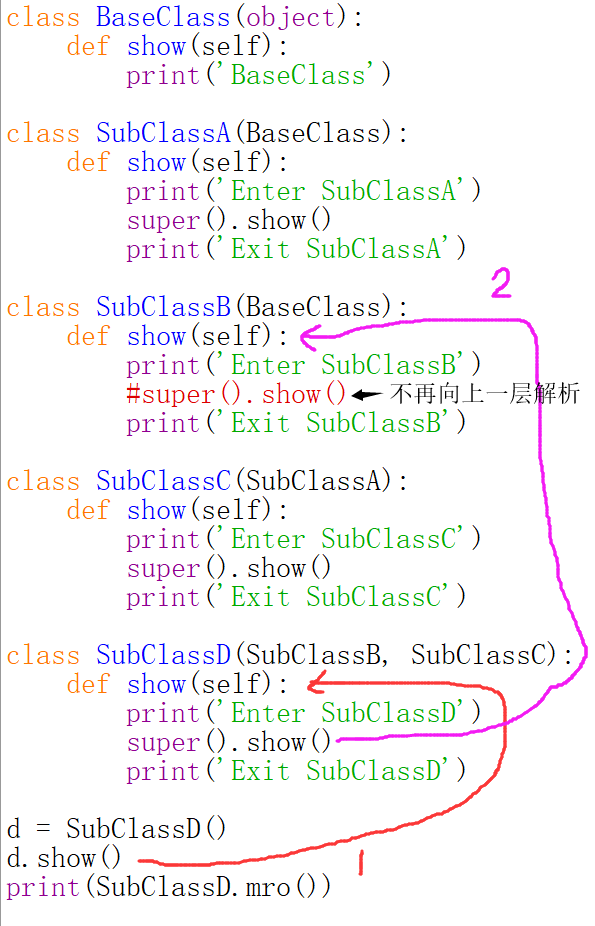 class BaseClass(object):
    def show(self):
        print('BaseClass')
class SubClassA(BaseClass):
    def show(self):
        print('Enter SubClassA')
        super().show()
        print('Exit SubClassA')
2
class SubClassB(BaseClass):
    def show(self):
        print('Enter SubClassB')
        #super().show() 不再向上一层解析
        print('Exit SubClassB')
class SubClassC(SubClassA):
    def show(self):
        print('Enter SubClassC')
        super().show()
        print('Exit SubClassC')
class SubClassD(SubClassB, SubClassC):
    def show(self):
        print('Enter SubClassD')
        super().show()
        print('Exit SubClassD')
d = SubClassD()
d.show()
1
print(SubClassD.mro())